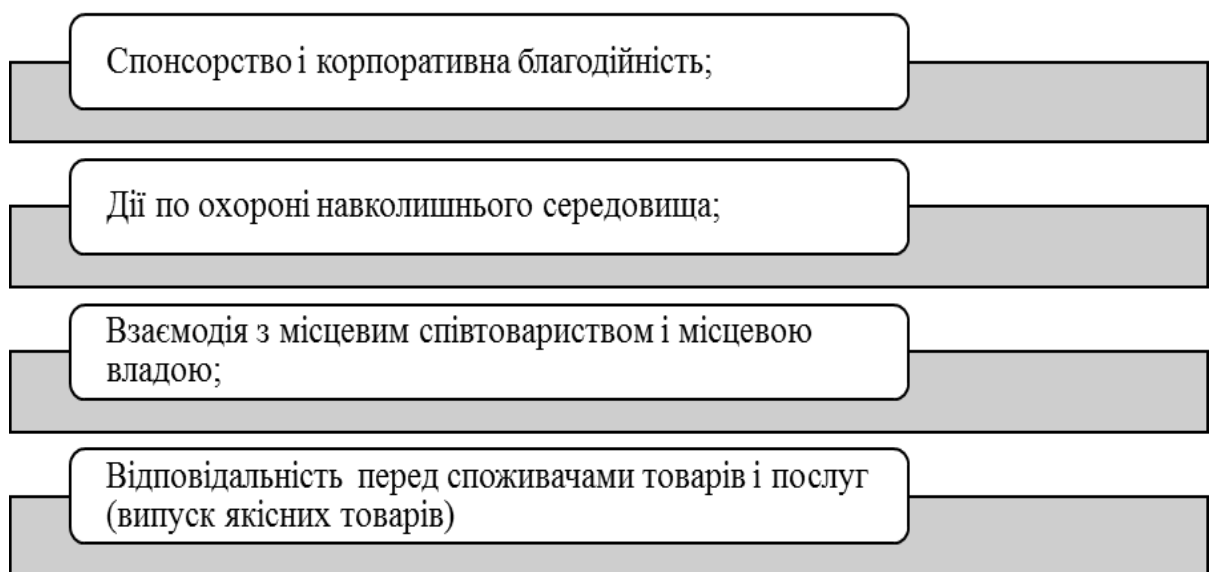 Спонсорство і корпоративна благодійність;
Дії по охороні навколишнього середовища;
Взаємодія з місцевим співтовариством і місцевою
владою;
Відповідальність перед споживачами товарів і послуг
(випуск якісних товарів)